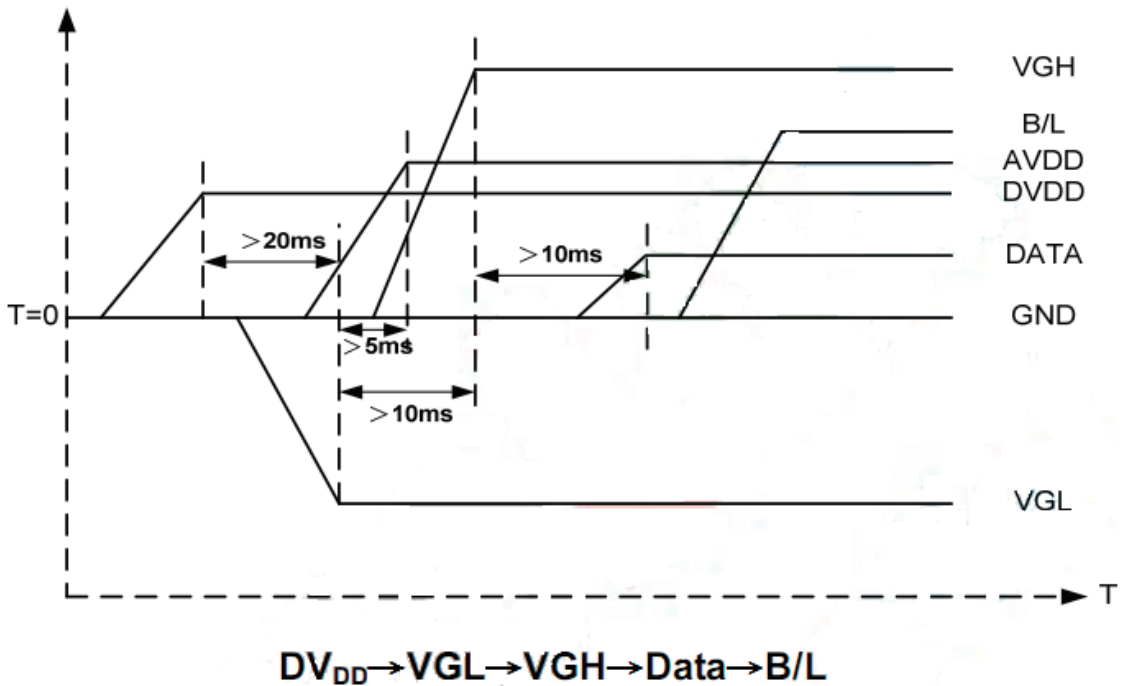 VGH
B/L
AVDD
DVDD
>20ms
>10ms
DATA
T=0
GND
>5ms
>10ms
VGL
T
DVDD→VGL→VGH→Data→B/L